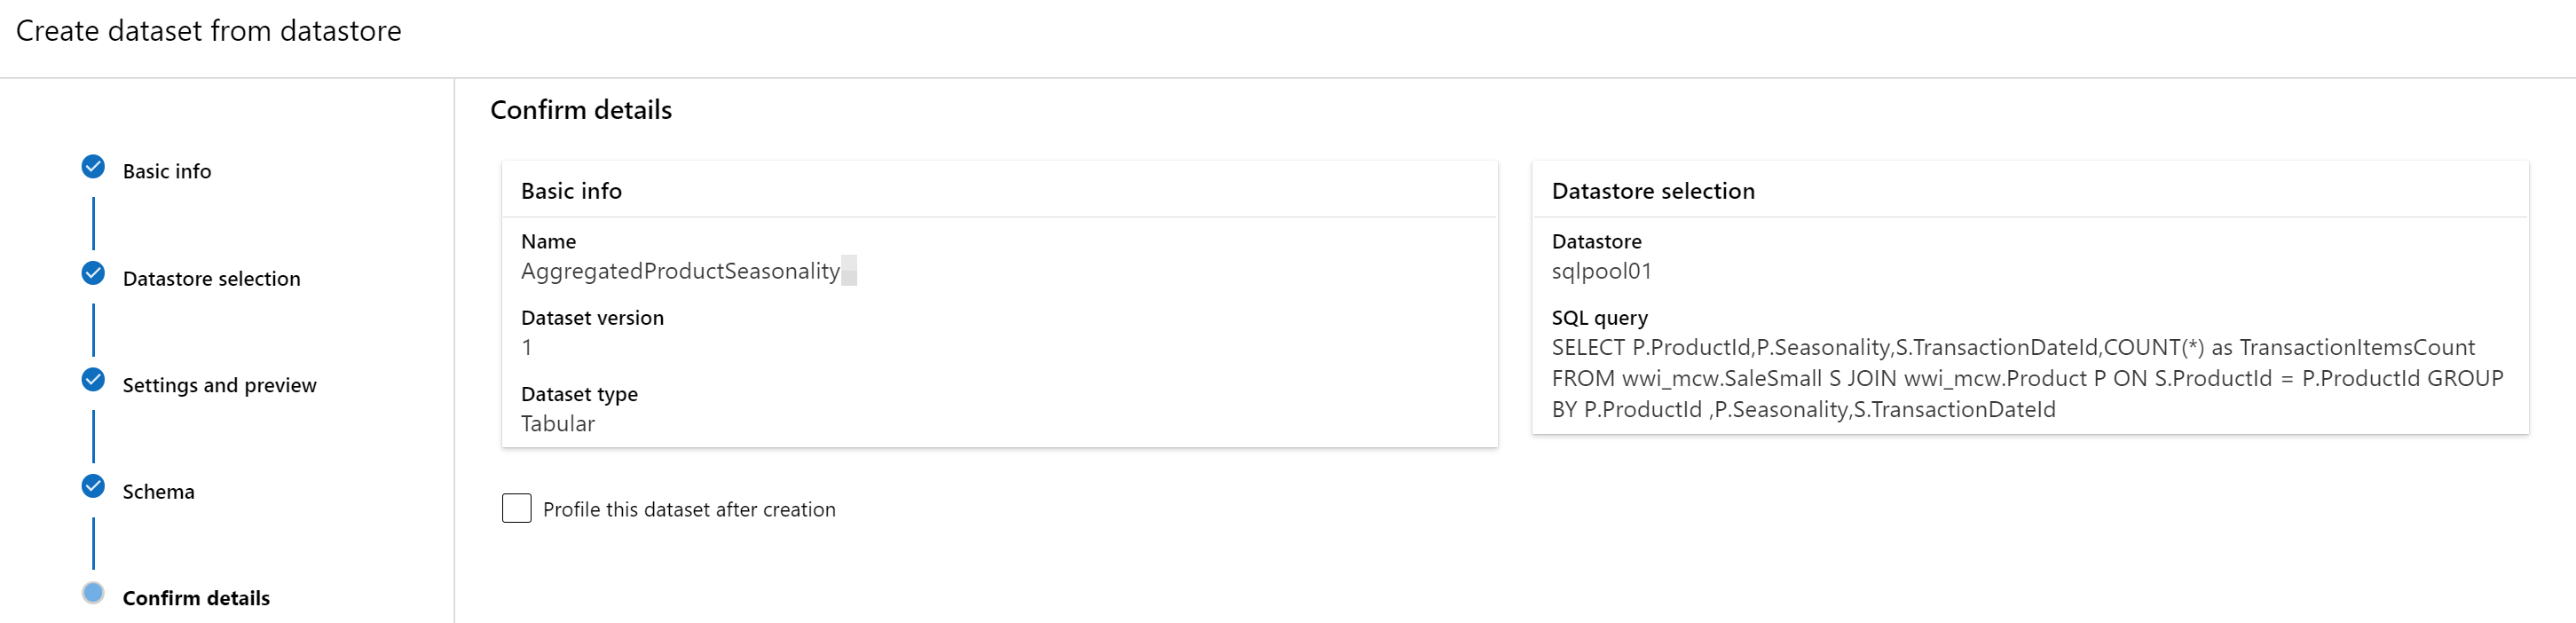 Create dataset from datastore
Basic info
Datastore selection
Settings and preview
Schema
Confirm details
Confirm details
Basic info
Name
AggregatedProductSeasonality
Dataset version
1
Dataset type
Tabular
Datastore selection
Datastore
sqlpool01
SQL query
SELECT P.ProductId,P.Seasonality,S.TransactionDateId,COUNT(*) as TransactionItemsCount
FROM wwi_mcw.SaleSmall S JOIN wwi_mcw.Product P ON S.ProductId = P.ProductId GROUP
BY P.ProductId ,P.Seasonality,S.TransactionDateId
Profile this dataset after creation